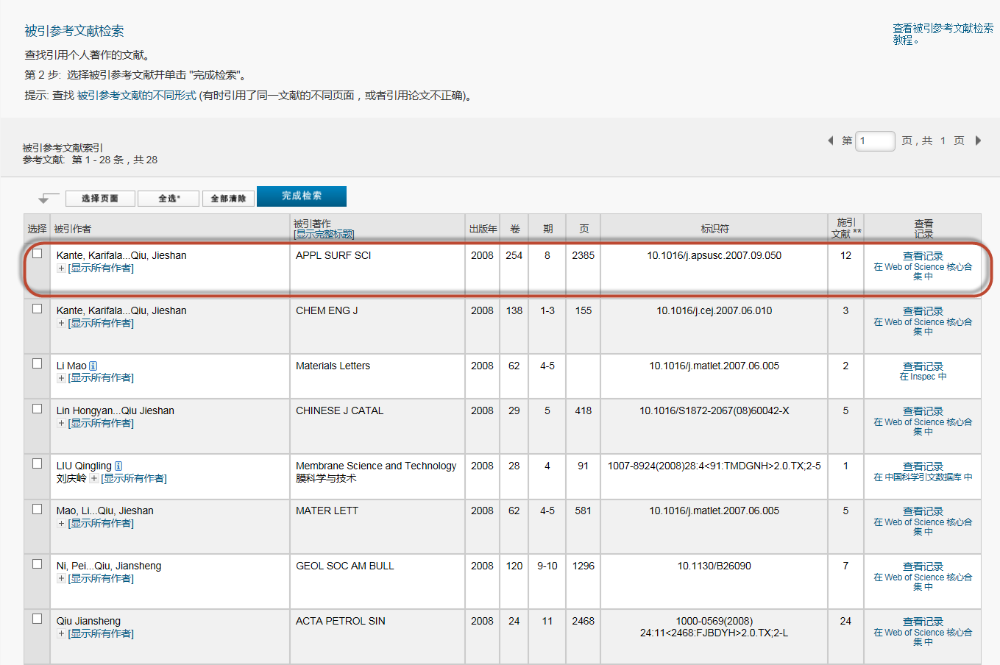 被引参考文献检索
查看被引参考文献检索
教程。
查找引用个人著作的文献。
第 2 步: 选择被引参考文献并单击 "完成检索"。
提示: 查找 被引参考文献的不同形式 (有时引用了同一文献的不同页面，或者引用论文不正确)。
被引参考文献索引
参考文献: 第 1 - 28 条，共 28
第 1 页，共 1 页
选择页面 全选* 全部清除 完成检索
选择 被引作者 被引著作 出版年 卷 期 页 标识符 施引 查看
[显示完整标题] 文献 ** 记录
Kante, Karifala...Qiu, Jieshan APPL SURF SCI 2008 254 8 2385 10.1016/j.apsusc.2007.09.050 12 查看记录
[显示所有作者] 在 Web of Science 核心合
集 中
Kante, Karifala...Qiu, Jieshan CHEM ENG J 2008 138 1-3 155 10.1016/j.cej.2007.06.010 3 查看记录
[显示所有作者] 在 Web of Science 核心合
集 中
Li Mao Materials Letters 2008 62 4-5 10.1016/j.matlet.2007.06.005 2 查看记录
[显示所有作者] 在 Inspec 中
Lin Hongyan...Qiu Jieshan CHINESE J CATAL 2008 29 5 418 10.1016/S1872-2067(08)60042-X 5 查看记录
[显示所有作者] 在 Web of Science 核心合
集 中
LIU Qingling Membrane Science and Technology 2008 28 4 91 1007-8924(2008)28:4<91:TMDGNH>2.0.TX;2-5 1 查看记录
刘庆岭 [显示所有作者] 膜科学与技术 在 中国科学引文数据库 中
Mao, Li...Qiu, Jieshan MATER LETT 2008 62 4-5 581 10.1016/j.matlet.2007.06.005 5 查看记录
[显示所有作者] 在 Web of Science 核心合
集 中
Ni, Pei...Qiu, Jiansheng GEOL SOC AM BULL 2008 120 9-10 1296 10.1130/B26090 7 查看记录
[显示所有作者] 在 Web of Science 核心合
集 中
Qiu Jiansheng ACTA PETROL SIN 2008 24 11 2468 1000-0569(2008) 24 查看记录
[显示所有作者] 24:11<2468:FJBDYH>2.0.TX;2-L 在 Web of Science 核心合
集 中